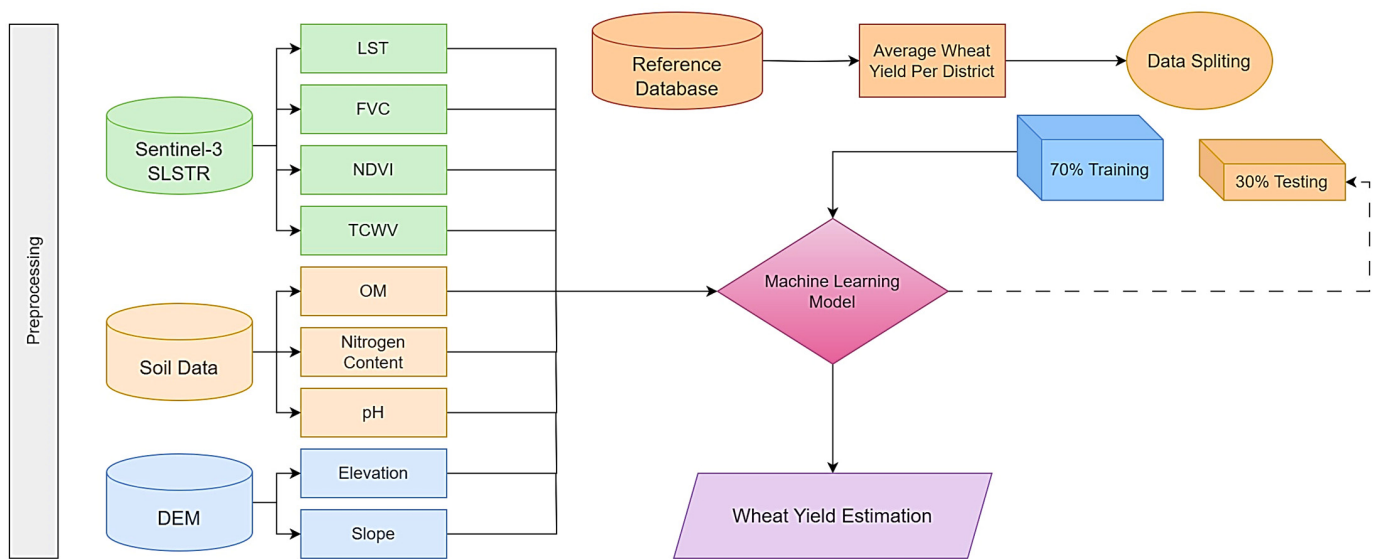 Preprocessing
Sentinel-3
SLSTR
LST
FVC
NDVI
TCWV
Soil Data
OM
Nitrogen
Content
pH
DEM
Elevation
Slope
Reference
Database
Average Wheat
Yield Per District
Data Spliting
70% Training
30% Testing
Machine Learning
Model
Wheat Yield Estimation